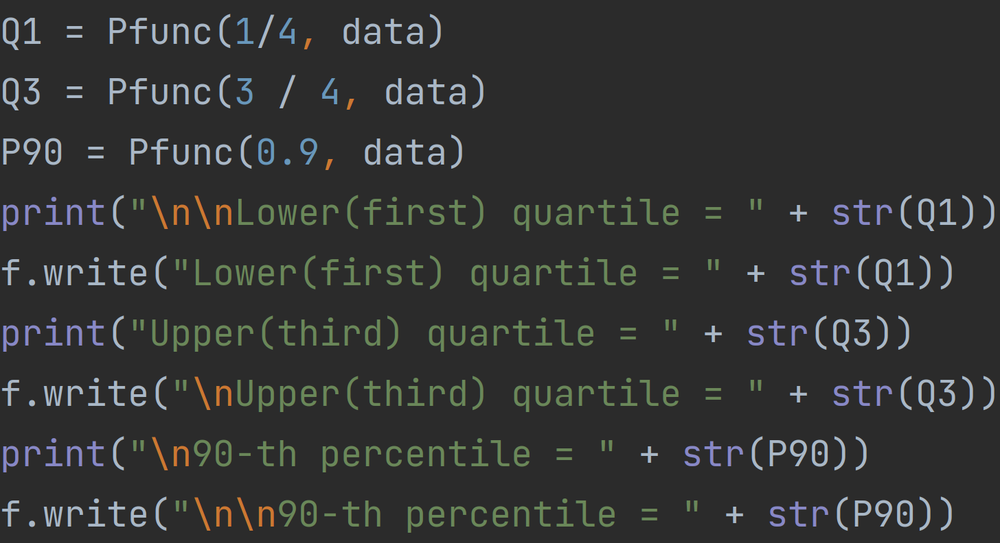 Q1 = Pfunc(1/4, data)
Q3 = Pfunc(3 / 4, data)
P90 = Pfunc(0.9, data)
print("\n\nLower(first) quartile = " + str(Q1))
f.write("Lower(first) quartile = " + str(Q1))
print("Upper(third) quartile = " + str(Q3))
f.write("\nUpper(third) quartile = " + str(Q3))
print("\n90-th percentile = " + str(P90))
f.write("\n\n90-th percentile = " + str(P90))